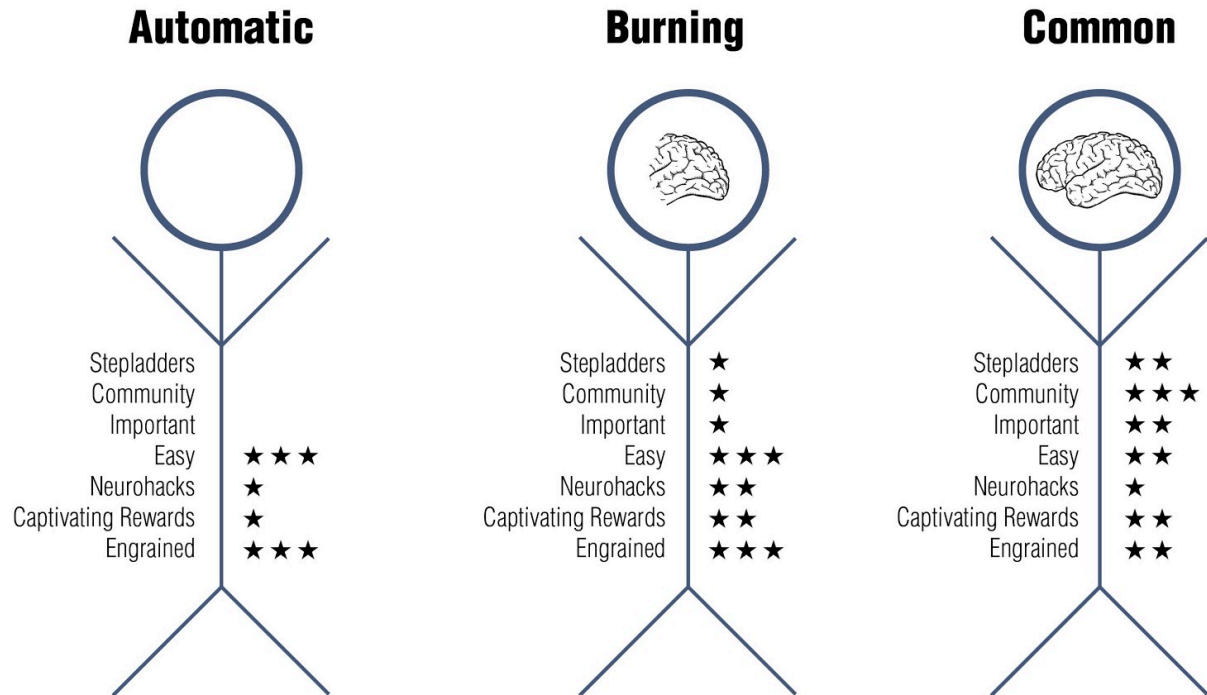 Automatic
Stepladders
Community
Important
Easy ★★★
Neurohacks ★
Captivating Rewards ★
Engrained ★★★
Burning
Stepladders ★
Community ★
Important ★
Easy ★★★
Neurohacks ★★
Captivating Rewards ★★
Engrained ★★★
Common
Stepladders ★★
Community ★★★
Important ★★
Easy ★★
Neurohacks ★
Captivating Rewards ★★
Engrained ★★